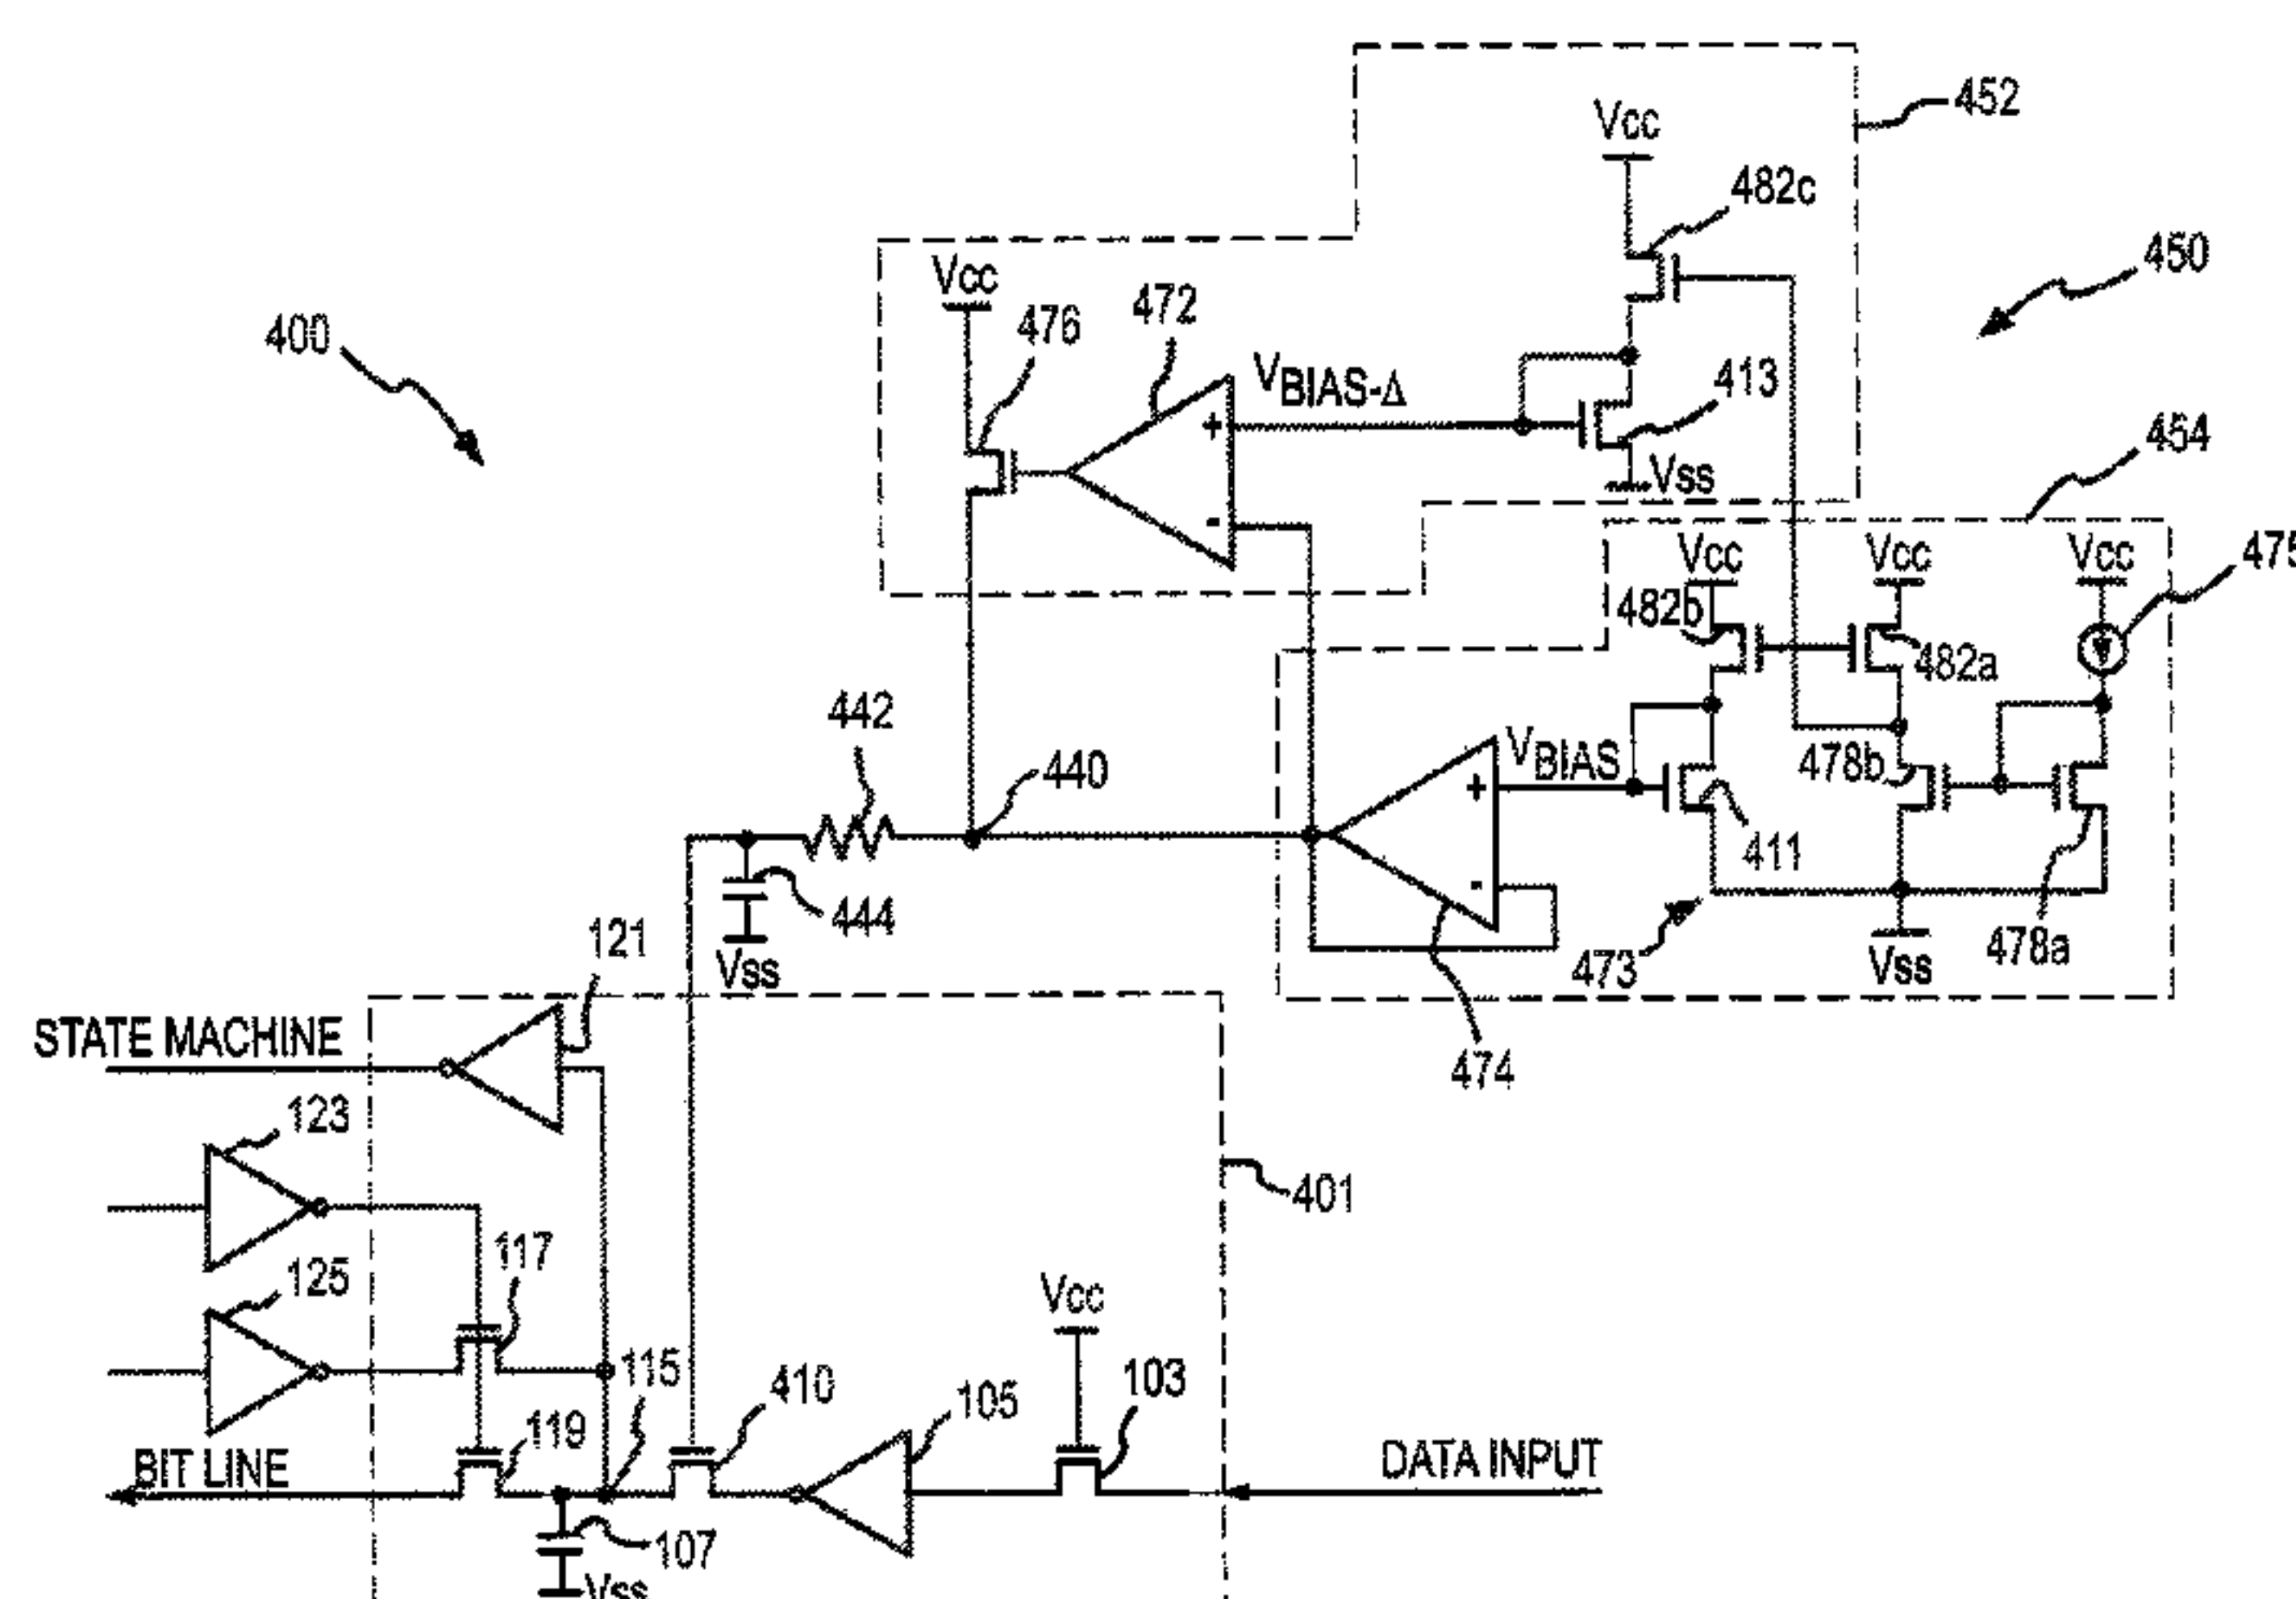 452
Vcc
482c
450
Vcc
476
472
400
VBIAS-Δ
413
454
Vss
Vcc
Vcc
Vcc
475
482b
482a
442
440
VBIAS
478b
411
444
Vss
121
473
Vss
478a
STATE MACHINE
474
123
401
117
125
Vcc
115
410
105
103
119
BIT LINE
DATA INPUT
107
Vss
+
-
+
-